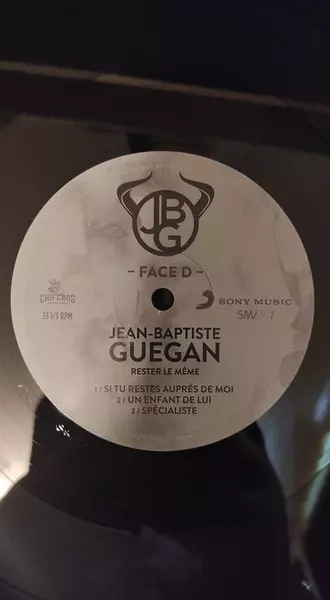 JBG
– FACE D –
33 1/3 RPM
SONY MUSIC
JEAN-BAPTISTE
GUEGAN
RESTER LE MÊME
1 / SI TU RESTES AUPRÈS DE MOI
2 / UN ENFANT DE LUI
3 / SPÉCIALISTE